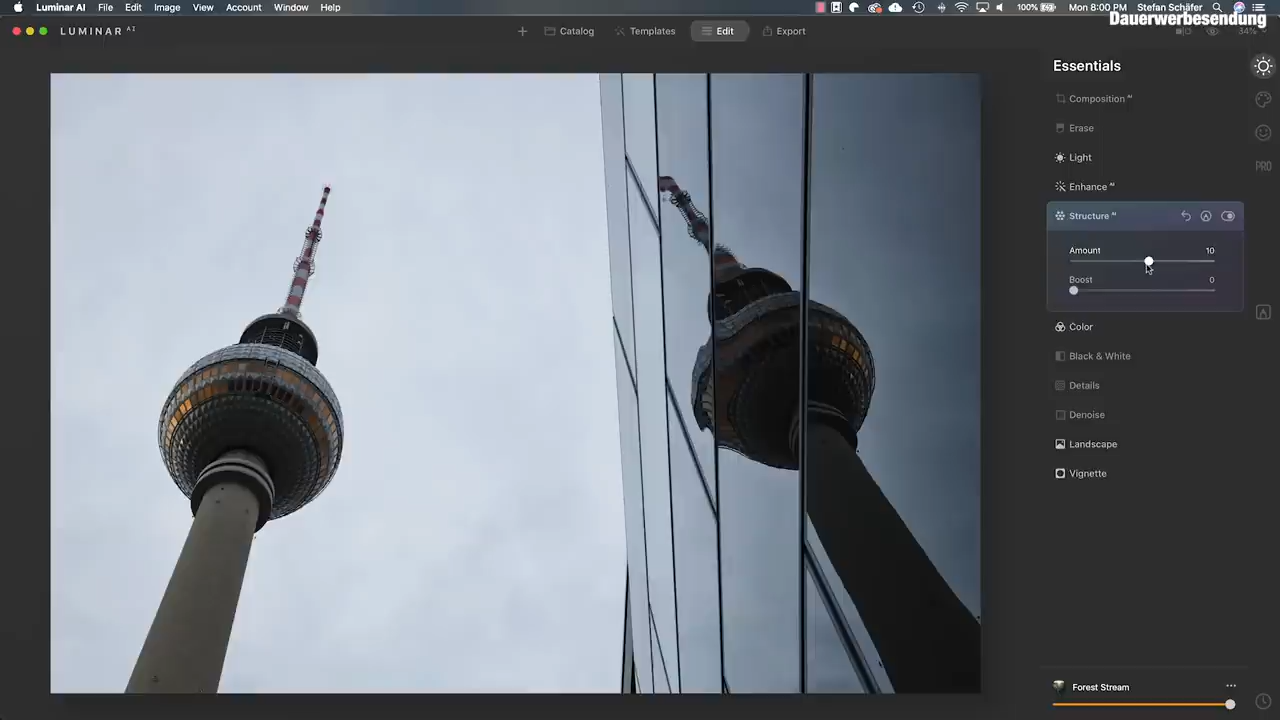 Luminar AI File Edit Image View Account Window Help 100% Mon 8:00 PM Stefan Schäfer
Dauerwerbesendung
LUMINAR AI Catalog Templates Edit Export 34%
Essentials
Composition AI
Erase
Light
Enhance AI
Structure AI
Amount 10
Boost 0
Color
Black & White
Details
Denoise
Landscape
Vignette
PRO
Forest Stream